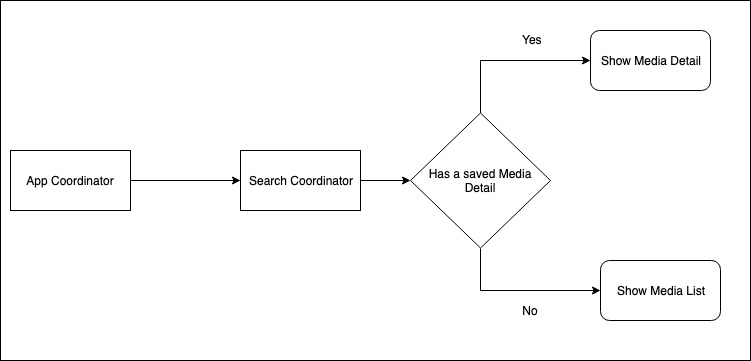 Yes
Show Media Detail
App Coordinator
Search Coordinator
Has a saved Media
Detail
Show Media List
No